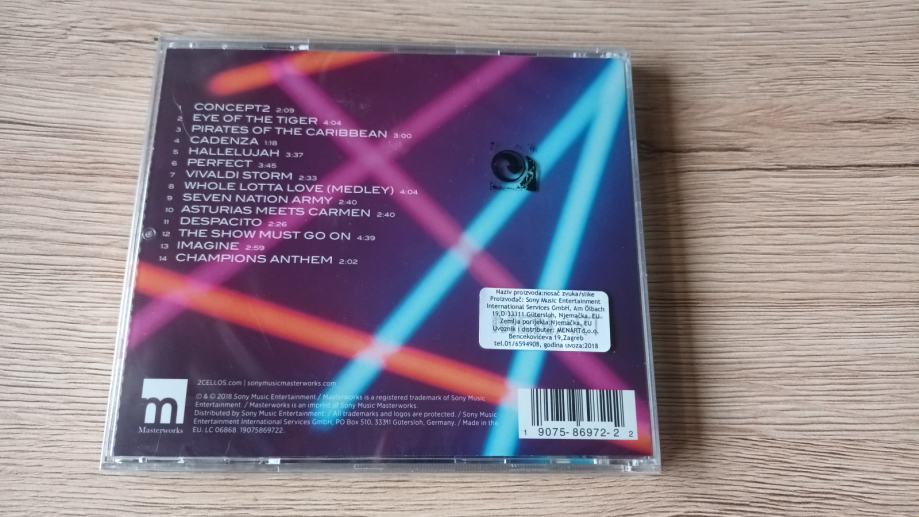 1 CONCEPT2 2:09
2 EYE OF THE TIGER 4:04
3 PIRATES OF THE CARIBBEAN 3:00
4 CADENZA 1:18
5 HALLELUJAH 3:37
6 PERFECT 3:45
7 VIVALDI STORM 2:33
8 WHOLE LOTTA LOVE (MEDLEY) 4:04
9 SEVEN NATION ARMY 2:40
10 ASTURIAS MEETS CARMEN 2:40
11 DESPACITO 2:26
12 THE SHOW MUST GO ON 4:39
13 IMAGINE 2:59
14 CHAMPIONS ANTHEM 2:02
Naziv proizvoda:nosač zvuka/slike
Proizvođač: Sony Music Entertainment
International Services GmbH, Am Ölbach
19,D 33311 Gütersloh, Njemačka, EU
Zemlja porijekla:Njemačka, EU
Uvoznik i distributer: MENART d.o.o.
Bencekovićeva 19,Zagreb
tel.01/6594908, godina uvoza:2018
m
Masterworks
2CELLOS.com | sonymusicmasterworks.com
℗ & © 2018 Sony Music Entertainment / Masterworks is a registered trademark of Sony Music
Entertainment. / Masterworks is an imprint of Sony Music Masterworks.
Distributed by Sony Music Entertainment. / All trademarks and logos are protected. / Sony Music
Entertainment International Services GmbH, PO Box 510, 33311 Gütersloh, Germany. / Made in the
EU. LC 06868 19075869722.
1 9075-86972-2 2